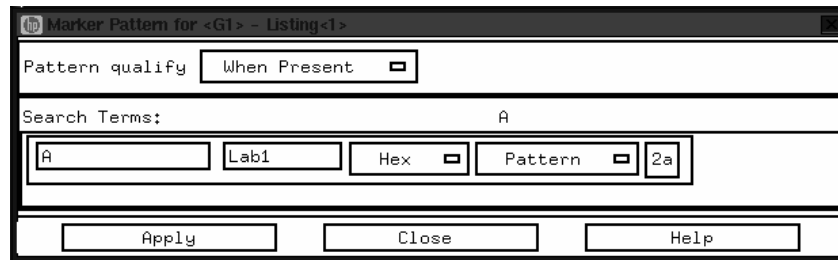 hp Marker Pattern for <G1> - Listing<1>
Pattern qualify When Present
Search Terms: A
A Lab1 Hex Pattern 2a
Apply Close Help